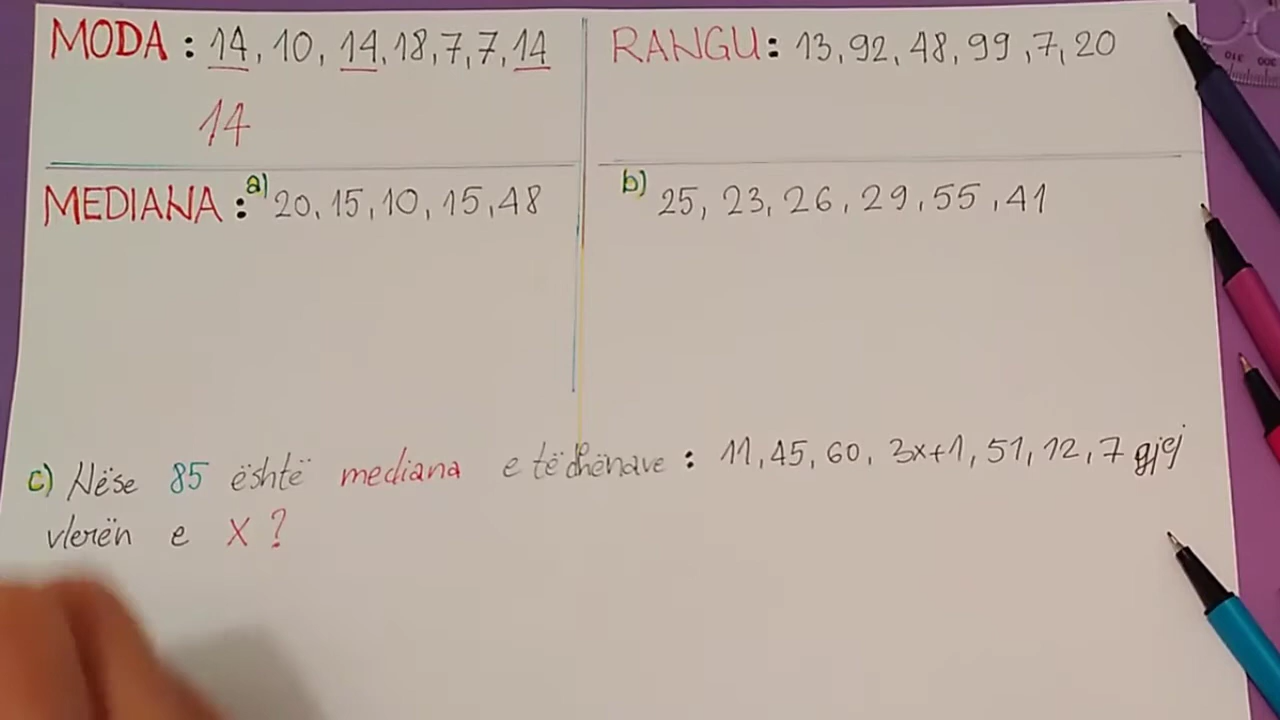 MODA : 14, 10, 14, 18, 7, 7, 14
14
RANGU: 13, 92, 48, 99, 7, 20
MEDIANA : a) 20, 15, 10, 15, 48
b) 25, 23, 26, 29, 55, 41
c) Nëse 85 është mediana e të dhënave : 11, 45, 60, 3x+1, 51, 12, 7 gjej
vlerën e X ?